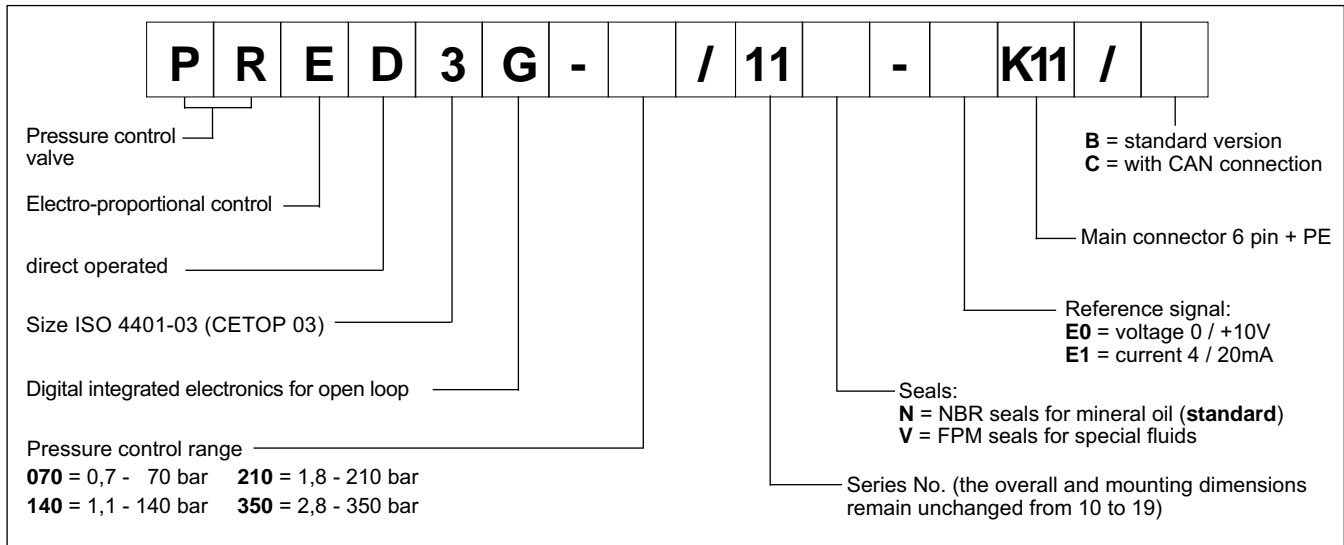 P R E D 3 G - / 11 - K11 /
Pressure control
valve
Electro-proportional control
direct operated
Size ISO 4401-03 (CETOP 03)
Digital integrated electronics for open loop
Pressure control range
070 = 0,7 - 70 bar 210 = 1,8 - 210 bar
140 = 1,1 - 140 bar 350 = 2,8 - 350 bar
B = standard version
C = with CAN connection
Main connector 6 pin + PE
Reference signal:
E0 = voltage 0 / +10V
E1 = current 4 / 20mA
Seals:
N = NBR seals for mineral oil (standard)
V = FPM seals for special fluids
Series No. (the overall and mounting dimensions
remain unchanged from 10 to 19)